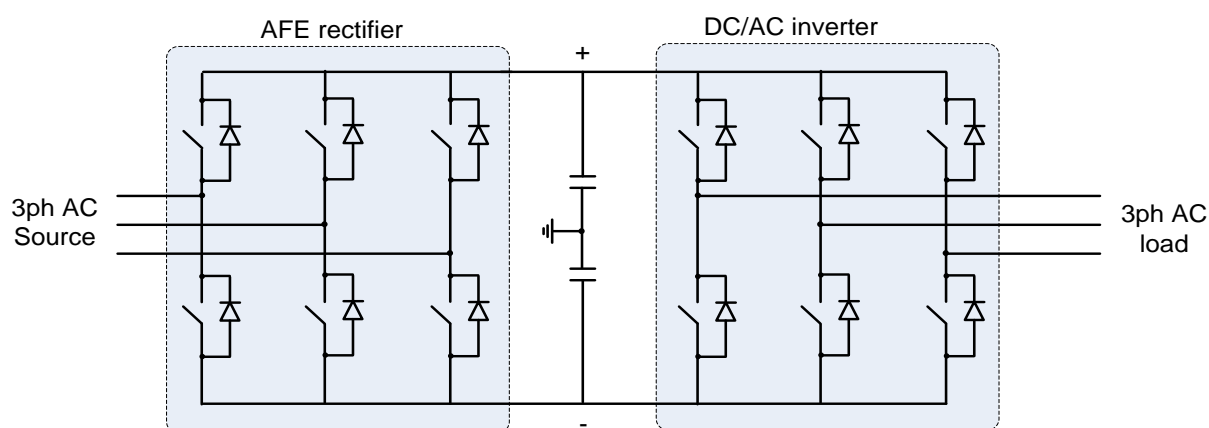 AFE rectifier
DC/AC inverter
+
3ph AC
Source
3ph AC
load
-